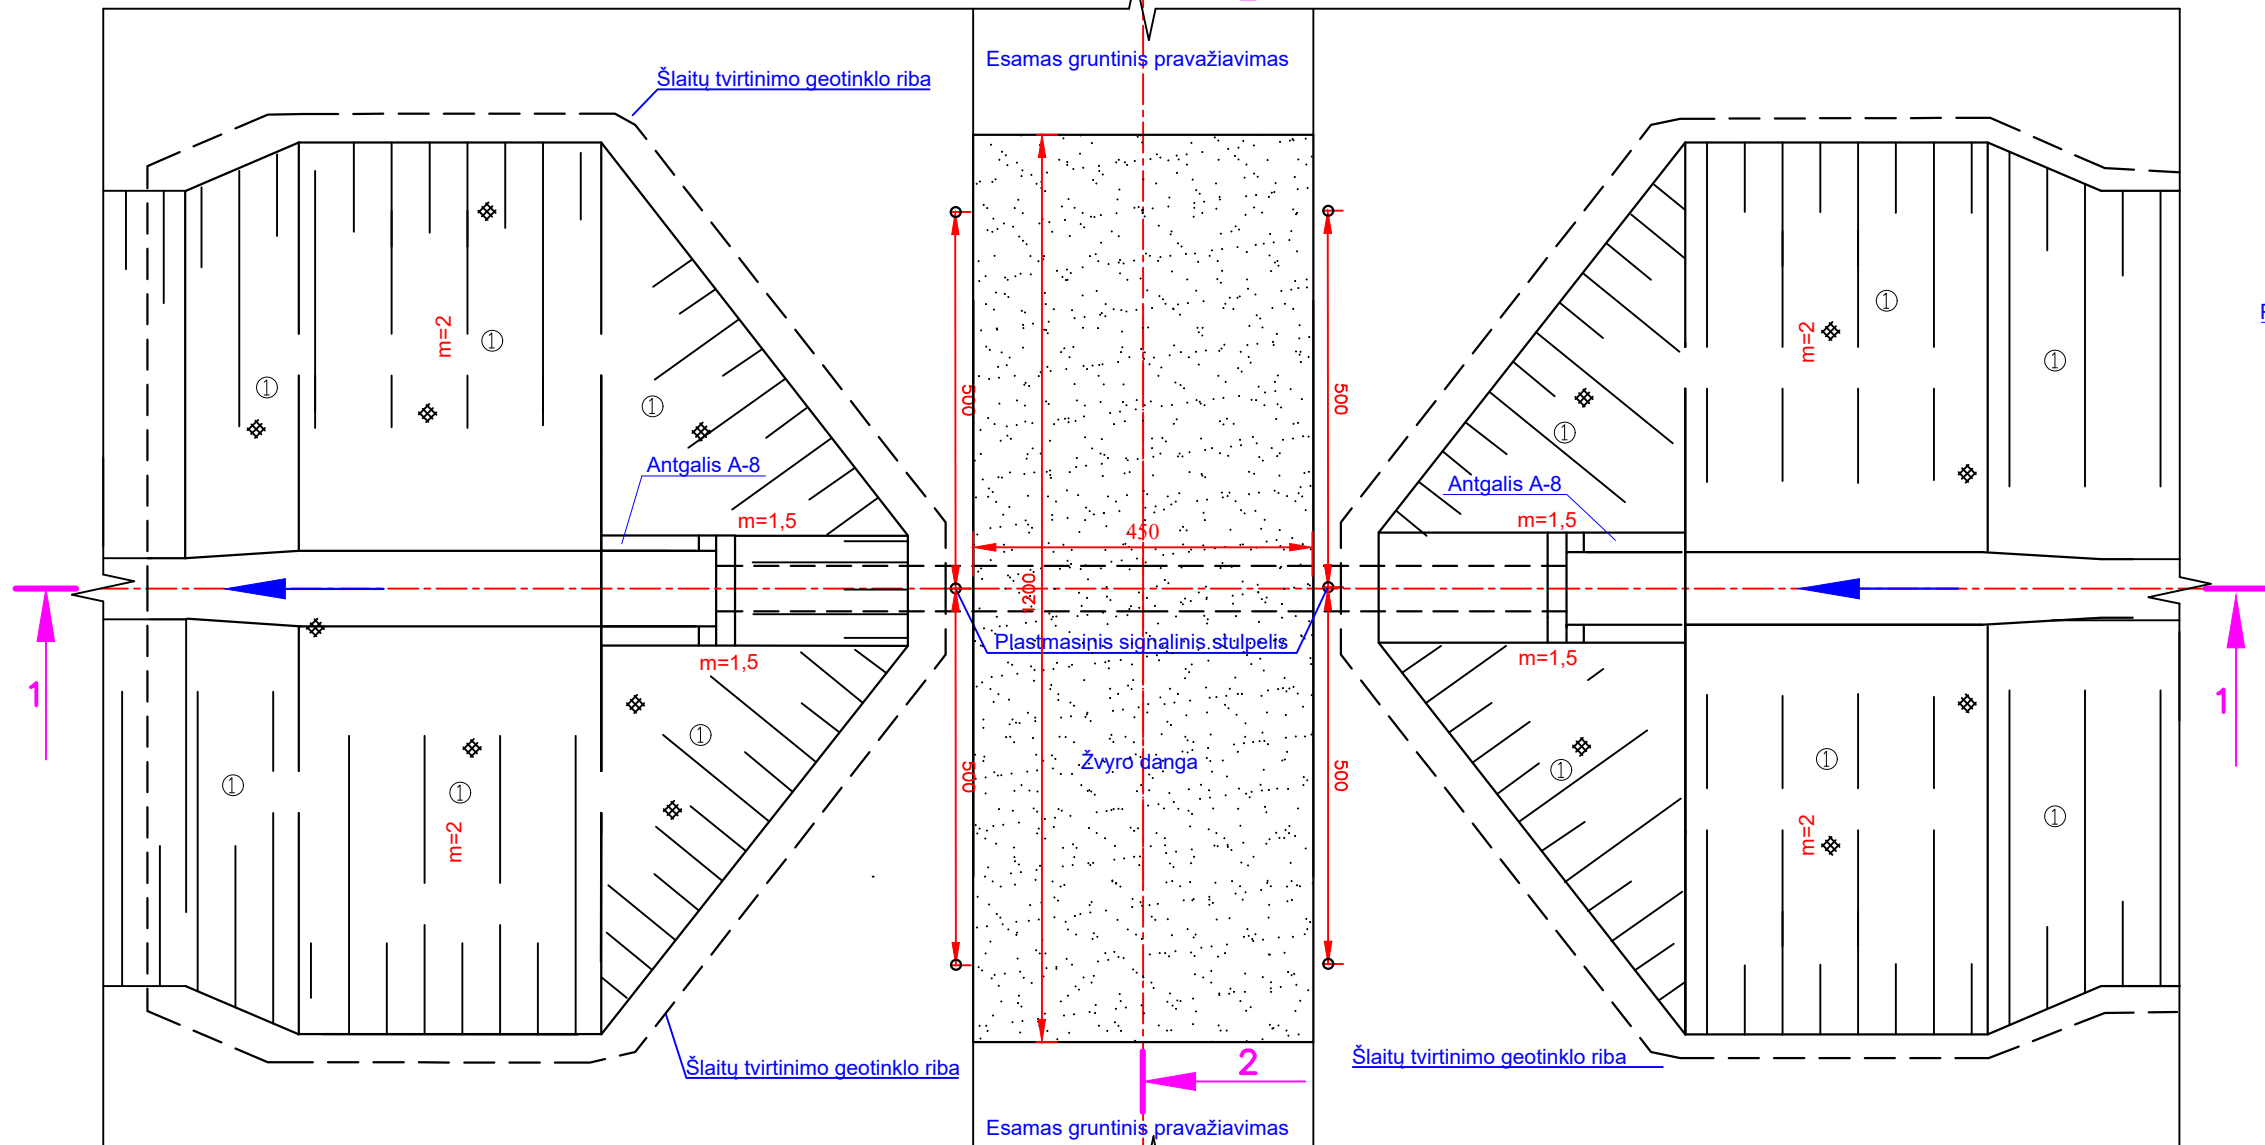 Esamas gruntinis pravažiavimas
Šlaitų tvirtinimo geotinklo riba
m=2
1
1
1
500
500
m=2
1
1
1
Antgalis A-8
Antgalis A-8
m=1,5
450
m=1,5
1200
Plastmasinis signalinis stulpelis
m=1,5
m=1,5
1
1
1
1
500
500
Žvyro danga
1
1
1
1
m=2
m=2
Šlaitų tvirtinimo geotinklo riba
2
Šlaitų tvirtinimo geotinklo riba
Esamas gruntinis pravažiavimas